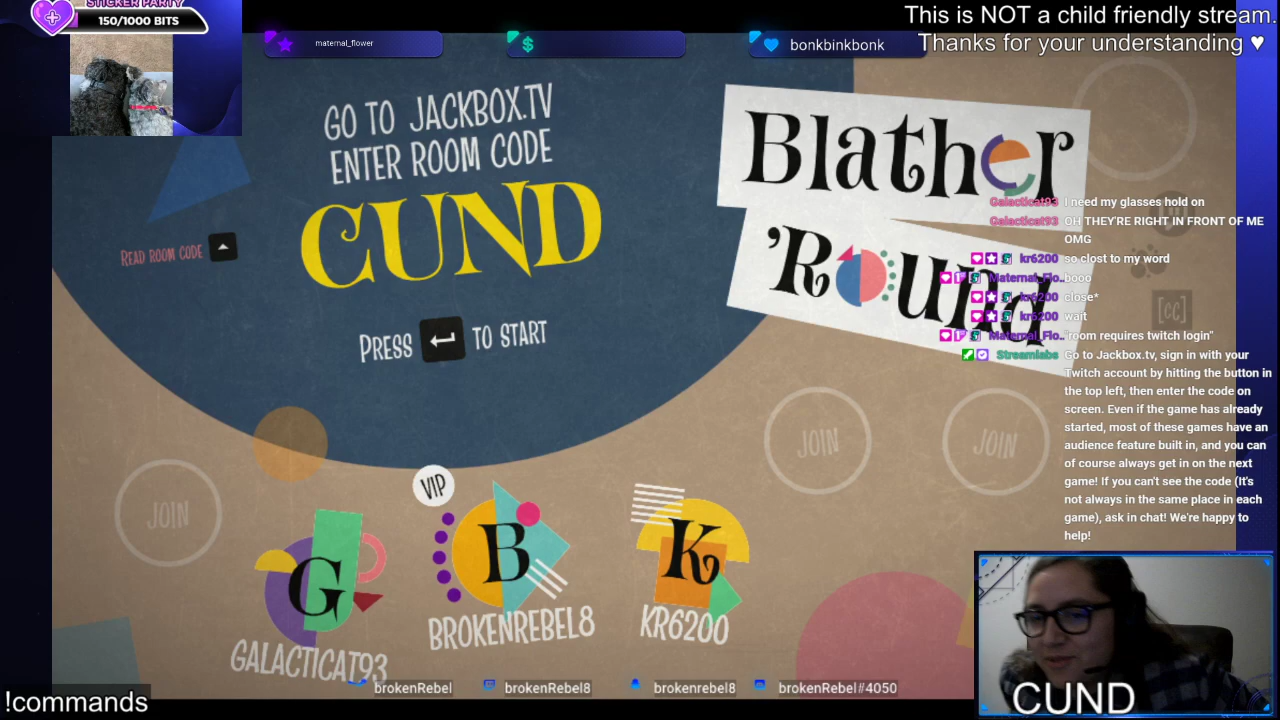 STICKER PARTY
150/1000 BITS
maternal_flower
bonkbinkbonk
This is NOT a child friendly stream.
Thanks for your understanding ♥
GO TO JACKBOX.TV
ENTER ROOM CODE
CUND
READ ROOM CODE
PRESS ↵ TO START
Blather
'Round
Galacticat93 I need my glasses hold on
Galacticat93 OH THEY'RE RIGHT IN FRONT OF ME
OMG
kr6200 so clost to my word
Maternal_Flo.. booo
kr6200 close*
kr6200 wait
Maternal_Flo.. "room requires twitch login"
Streamlabs Go to Jackbox.tv, sign in with your
Twitch account by hitting the button in
the top left, then enter the code on
screen. Even if the game has already
started, most of these games have an
audience feature built in, and you can
of course always get in on the next
game! If you can't see the code (It's
not always in the same place in each
game), ask in chat! We're happy to
help!
[CC]
JOIN
JOIN
JOIN
VIP
G
B
K
GALACTICAT93
BROKENREBEL8
KR6200
brokenRebel
brokenRebel8
brokenrebel8
brokenRebel#4050
!commands
CUND